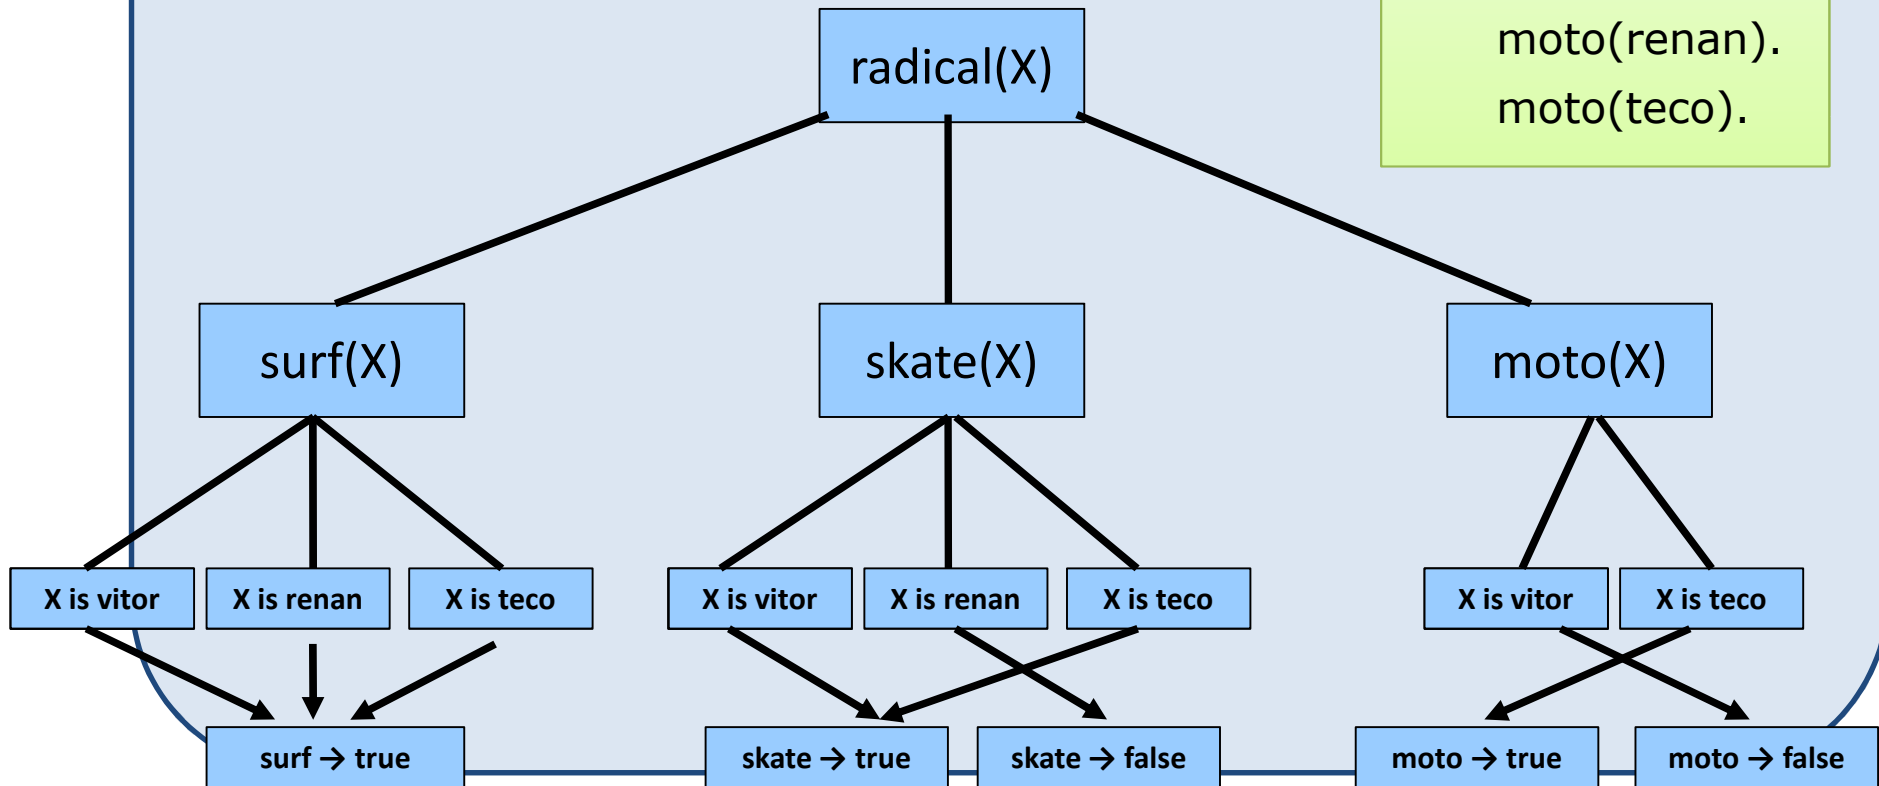 moto(renan).
moto(teco).
radical(X)
surf(X)
skate(X)
moto(X)
X is vitor
X is renan
X is teco
X is vitor
X is renan
X is teco
X is vitor
X is teco
surf → true
skate → true
skate → false
moto → true
moto → false